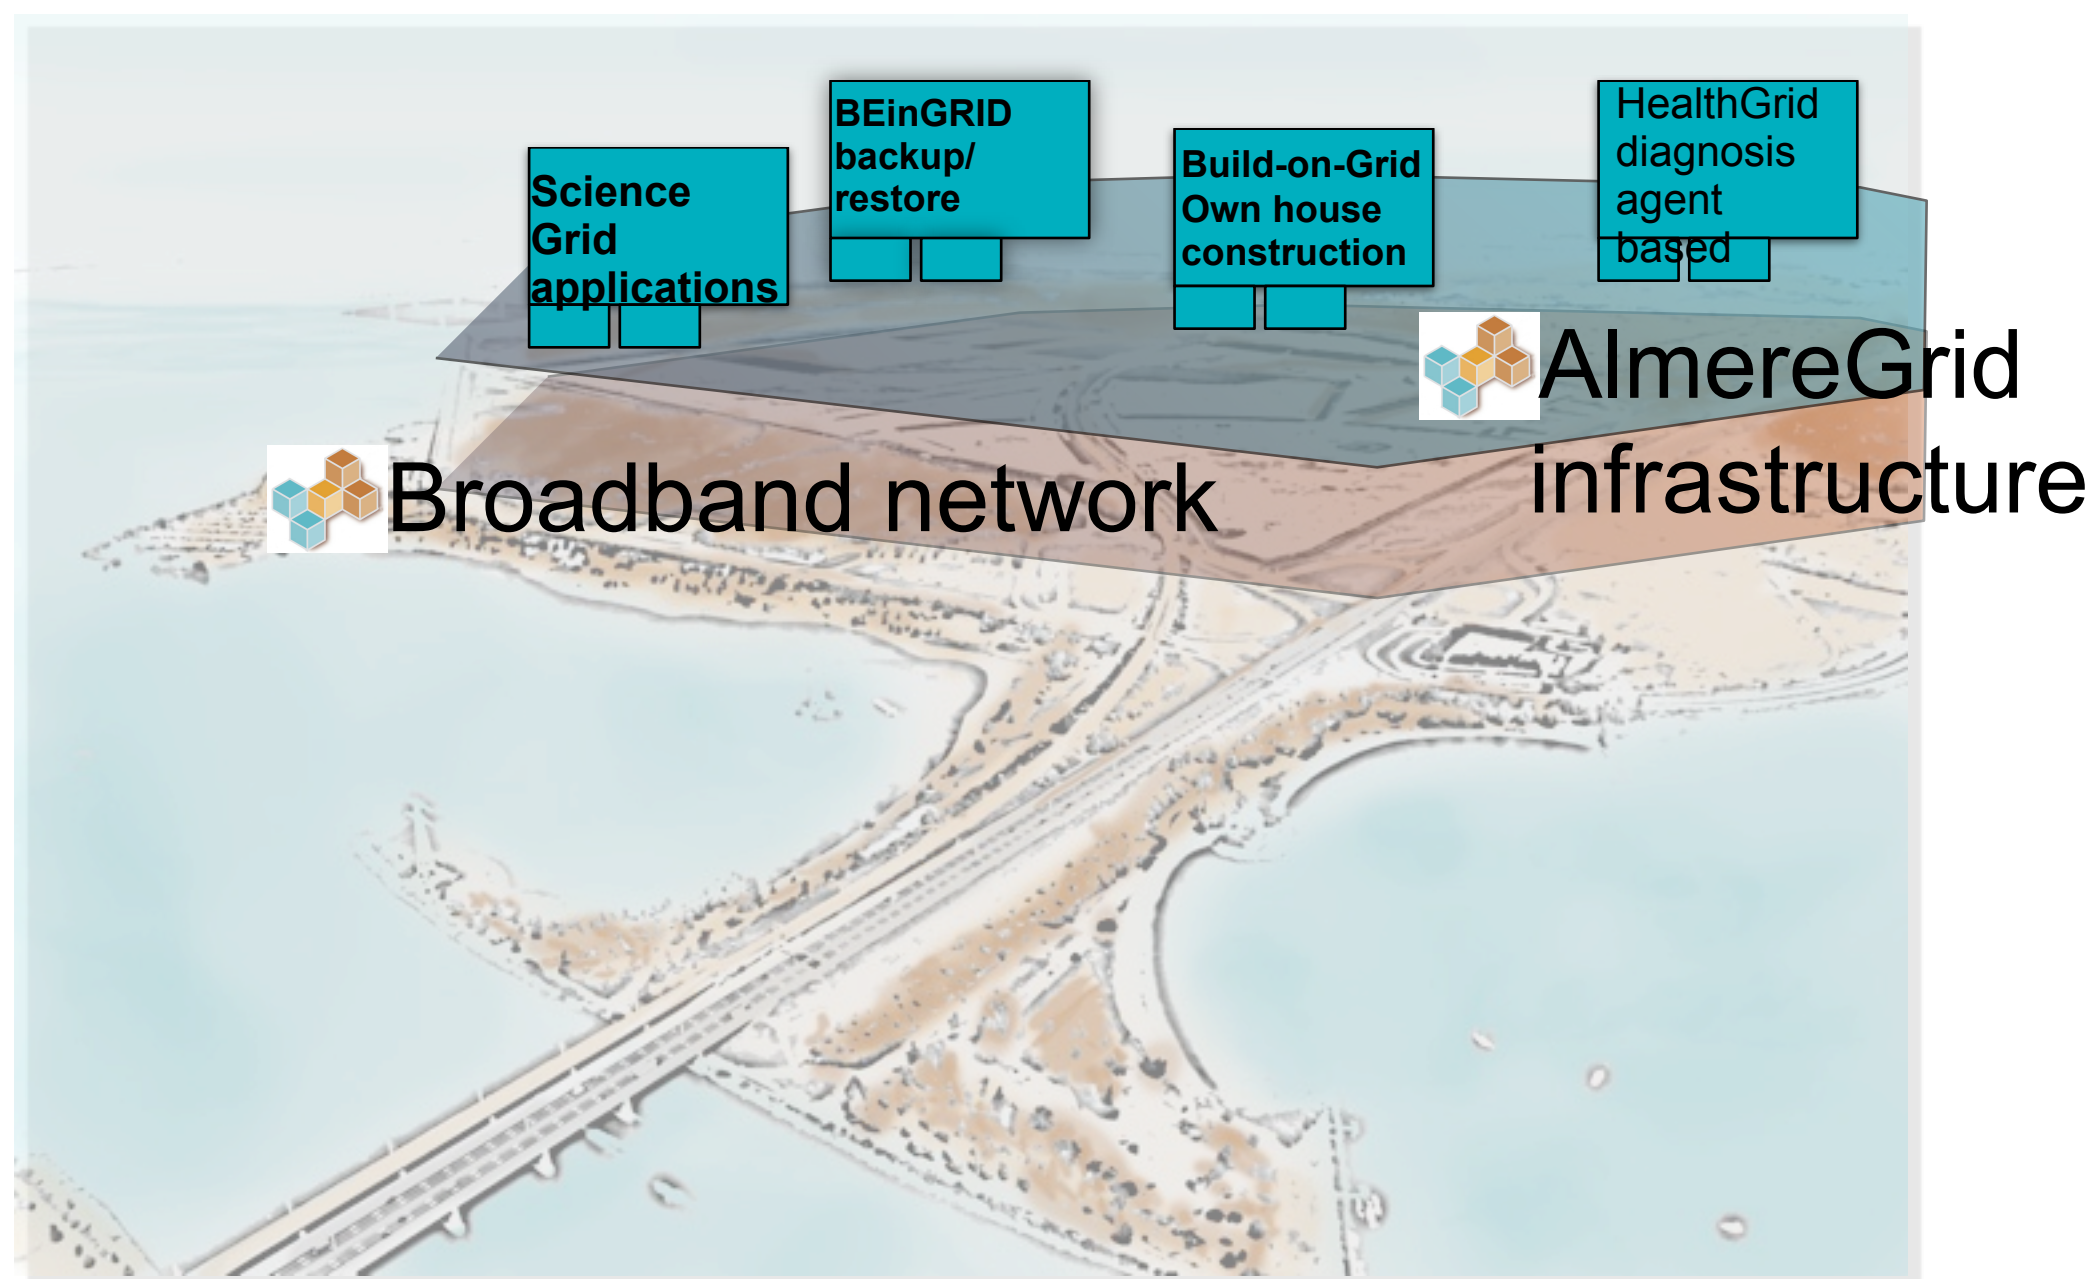 BEinGRID
backup/
restore
HealthGrid
diagnosis
agent
based
Build-on-Grid
Own house
construction
Science
Grid
applications
AlmereGrid
infrastructure
Broadband network